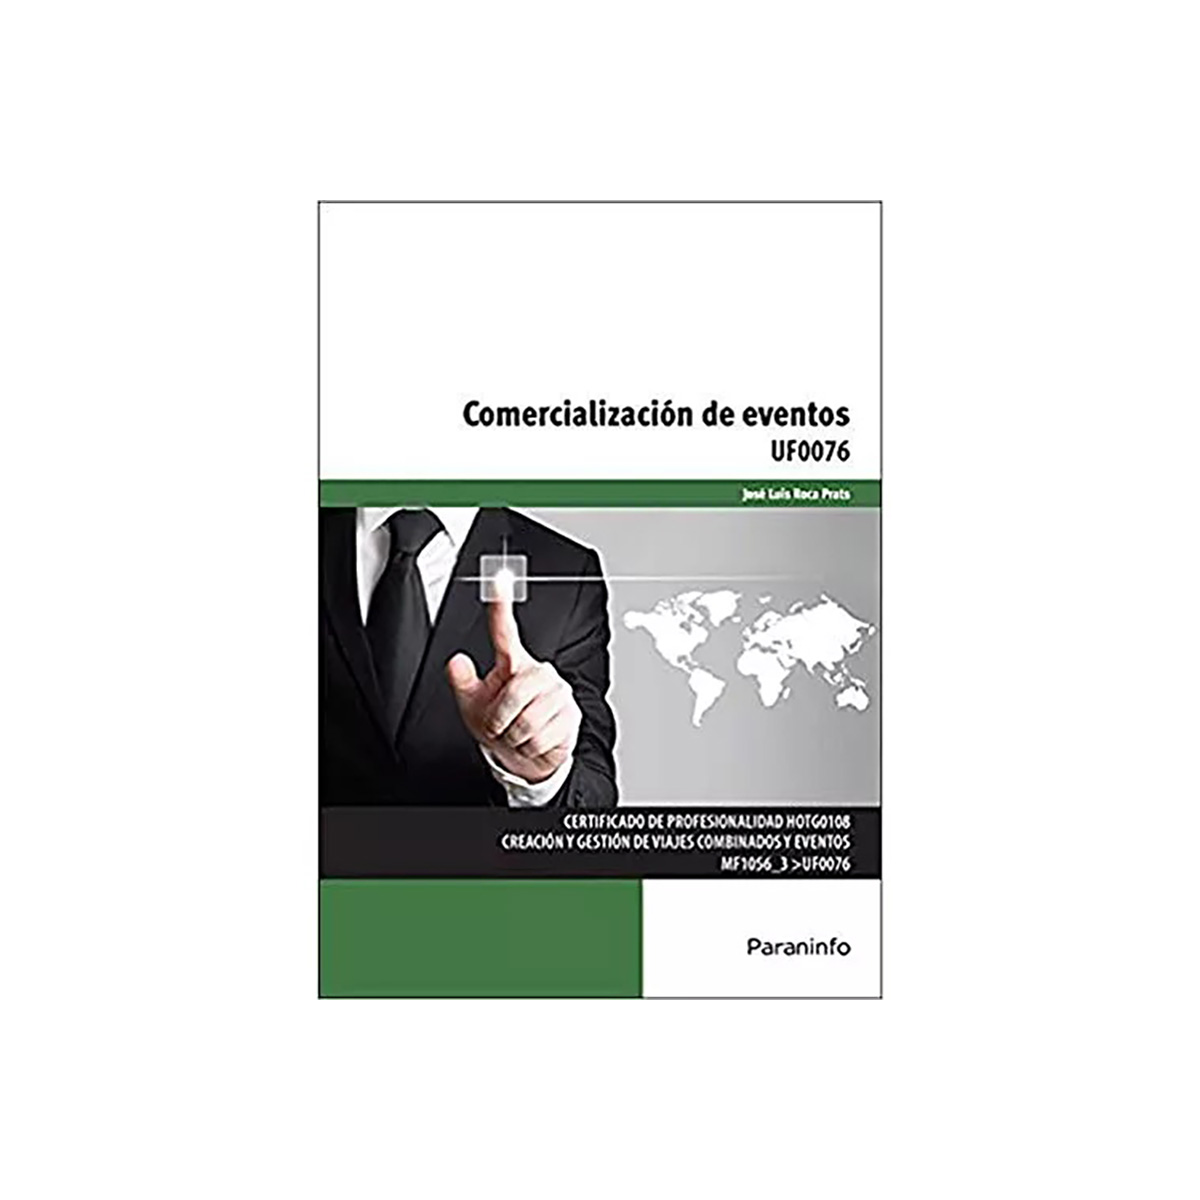 Comercialización de eventos
UF0076
José Luis Roca Prats
CERTIFICADO DE PROFESIONALIDAD HOTG0108
CREACIÓN Y GESTIÓN DE VIAJES COMBINADOS Y EVENTOS
MF1056_3 >UF0076
Paraninfo